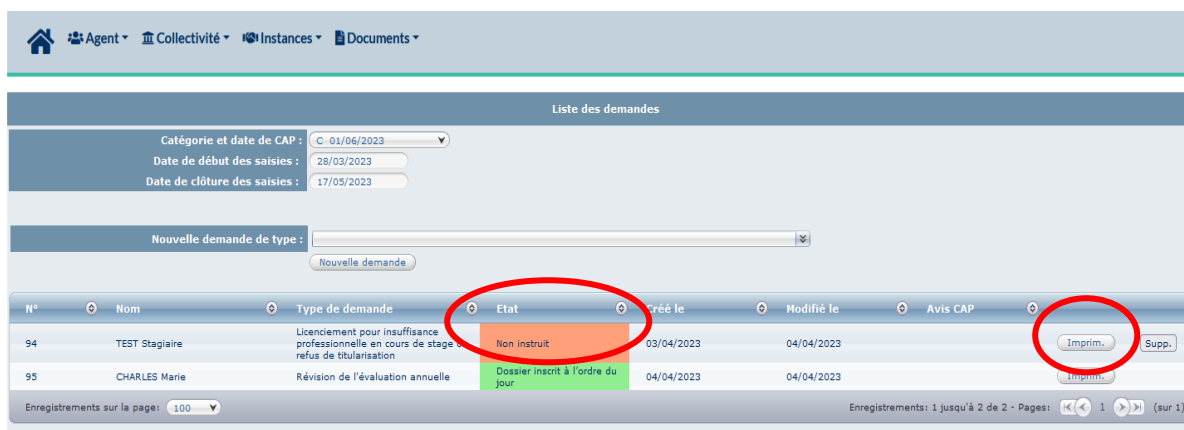 Agent Collectivité Instances Documents
Liste des demandes
Catégorie et date de CAP : C 01/06/2023
Date de début des saisies : 28/03/2023
Date de clôture des saisies : 17/05/2023
Nouvelle demande de type :
Nouvelle demande
N° Nom Type de demande Etat Créé le Modifié le Avis CAP
Licenciement pour insuffisance
94 TEST Stagiaire professionnelle en cours de stage Non instruit 03/04/2023 04/04/2023 Imprim. Supp.
refus de titularisation
95 CHARLES Marie Révision de l'évaluation annuelle Dossier inscrit à l'ordre du 04/04/2023 04/04/2023 Imprim.
jour
Enregistrements sur la page: 100 Enregistrements: 1 jusqu'à 2 de 2 - Pages: 1 (sur 1)